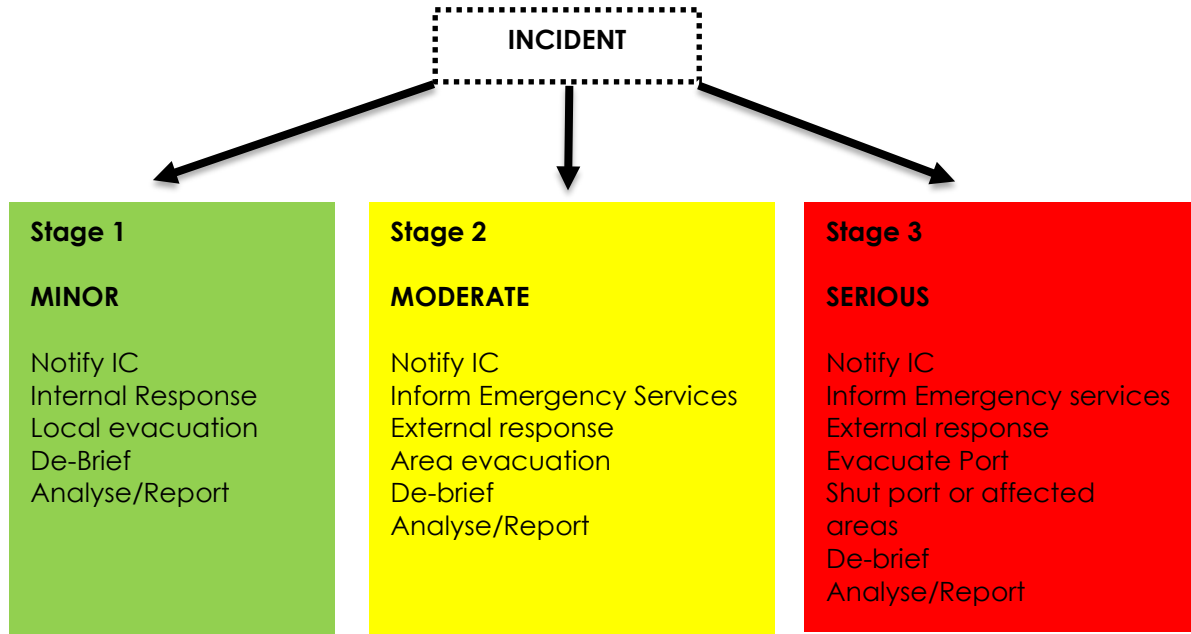 INCIDENT
Stage 1
MINOR
Notify IC
Internal Response
Local evacuation
De-Brief
Analyse/Report
Stage 2
MODERATE
Notify IC
Inform Emergency Services
External response
Area evacuation
De-brief
Analyse/Report
Stage 3
SERIOUS
Notify IC
Inform Emergency services
External response
Evacuate Port
Shut port or affected
areas
De-brief
Analyse/Report